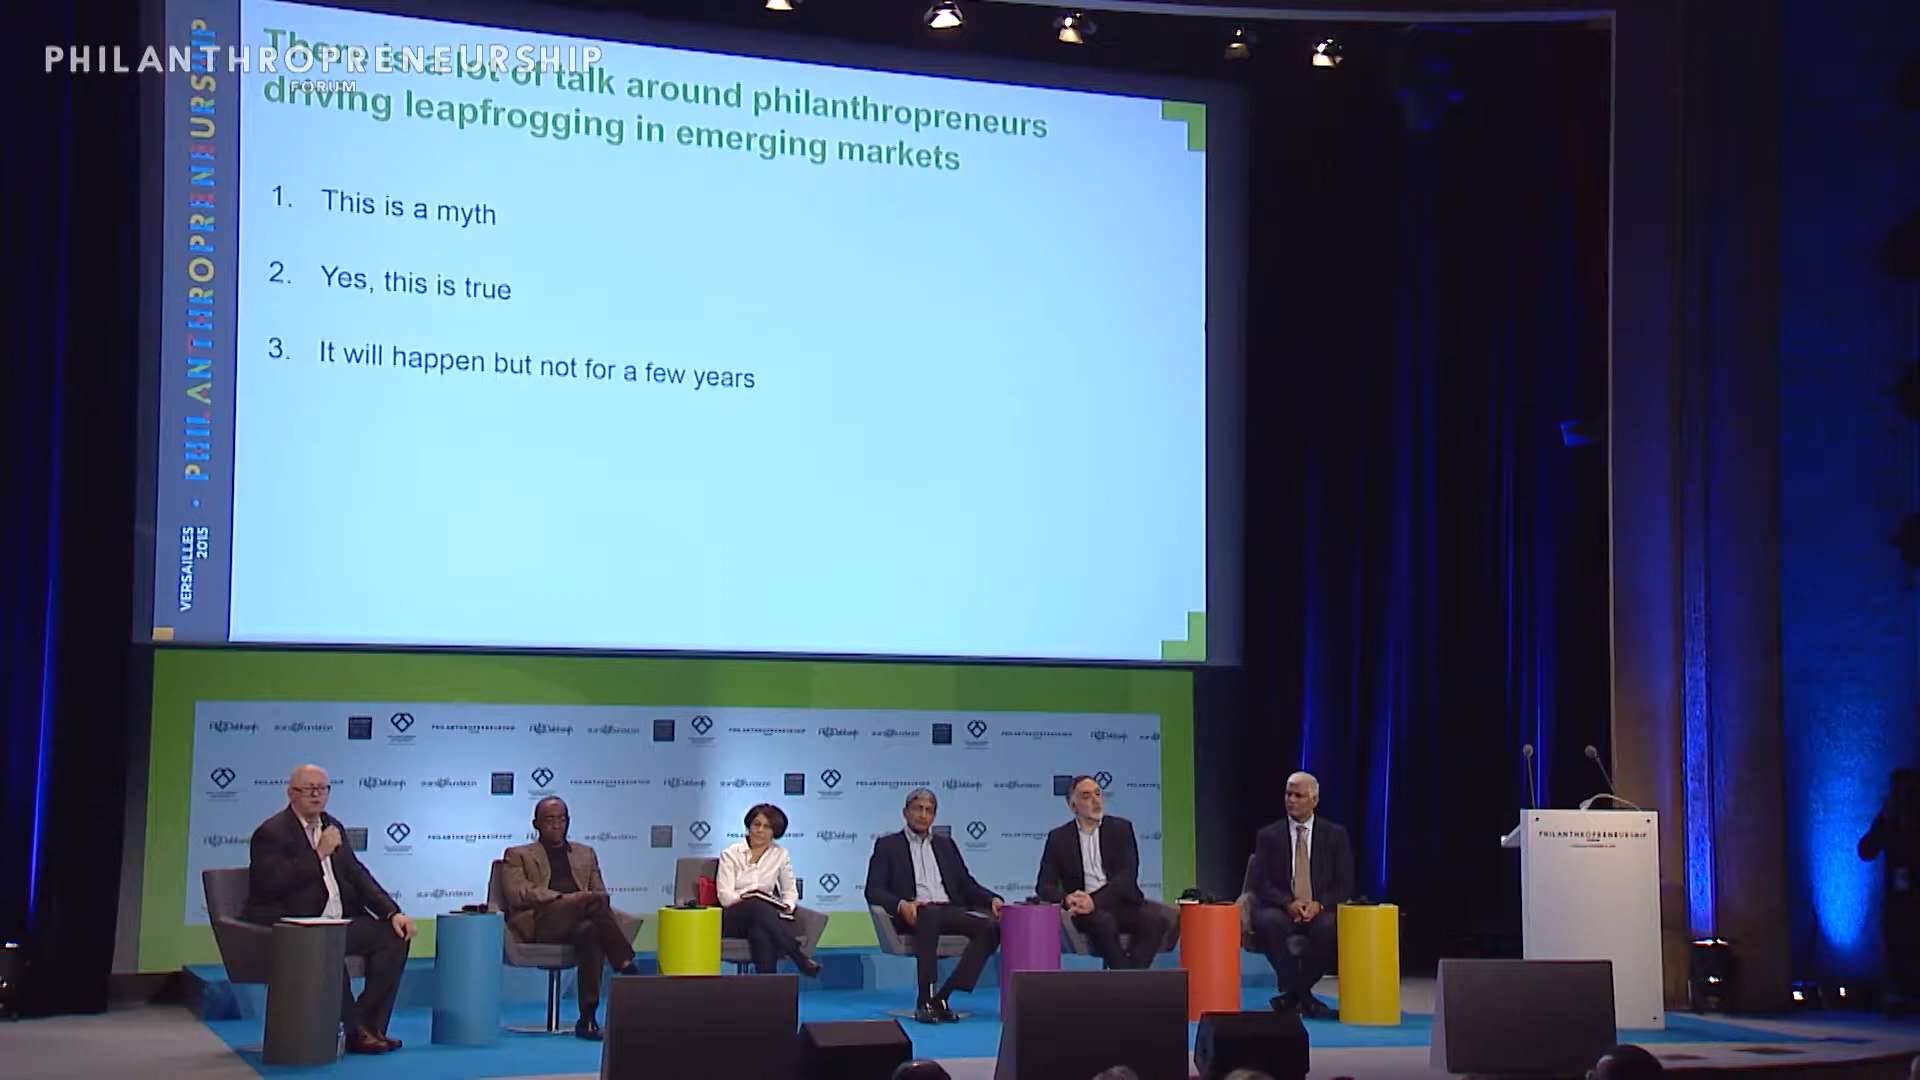 PHILANTHROPRENEURSHIP
FORUM
There is a lot of talk around philanthropreneurs
driving leapfrogging in emerging markets
1. This is a myth
2. Yes, this is true
3. It will happen but not for a few years
VERSAILLES
2015
• PHILANTHROPRENEURSHIP
PHILANTHROPRENEURSHIP